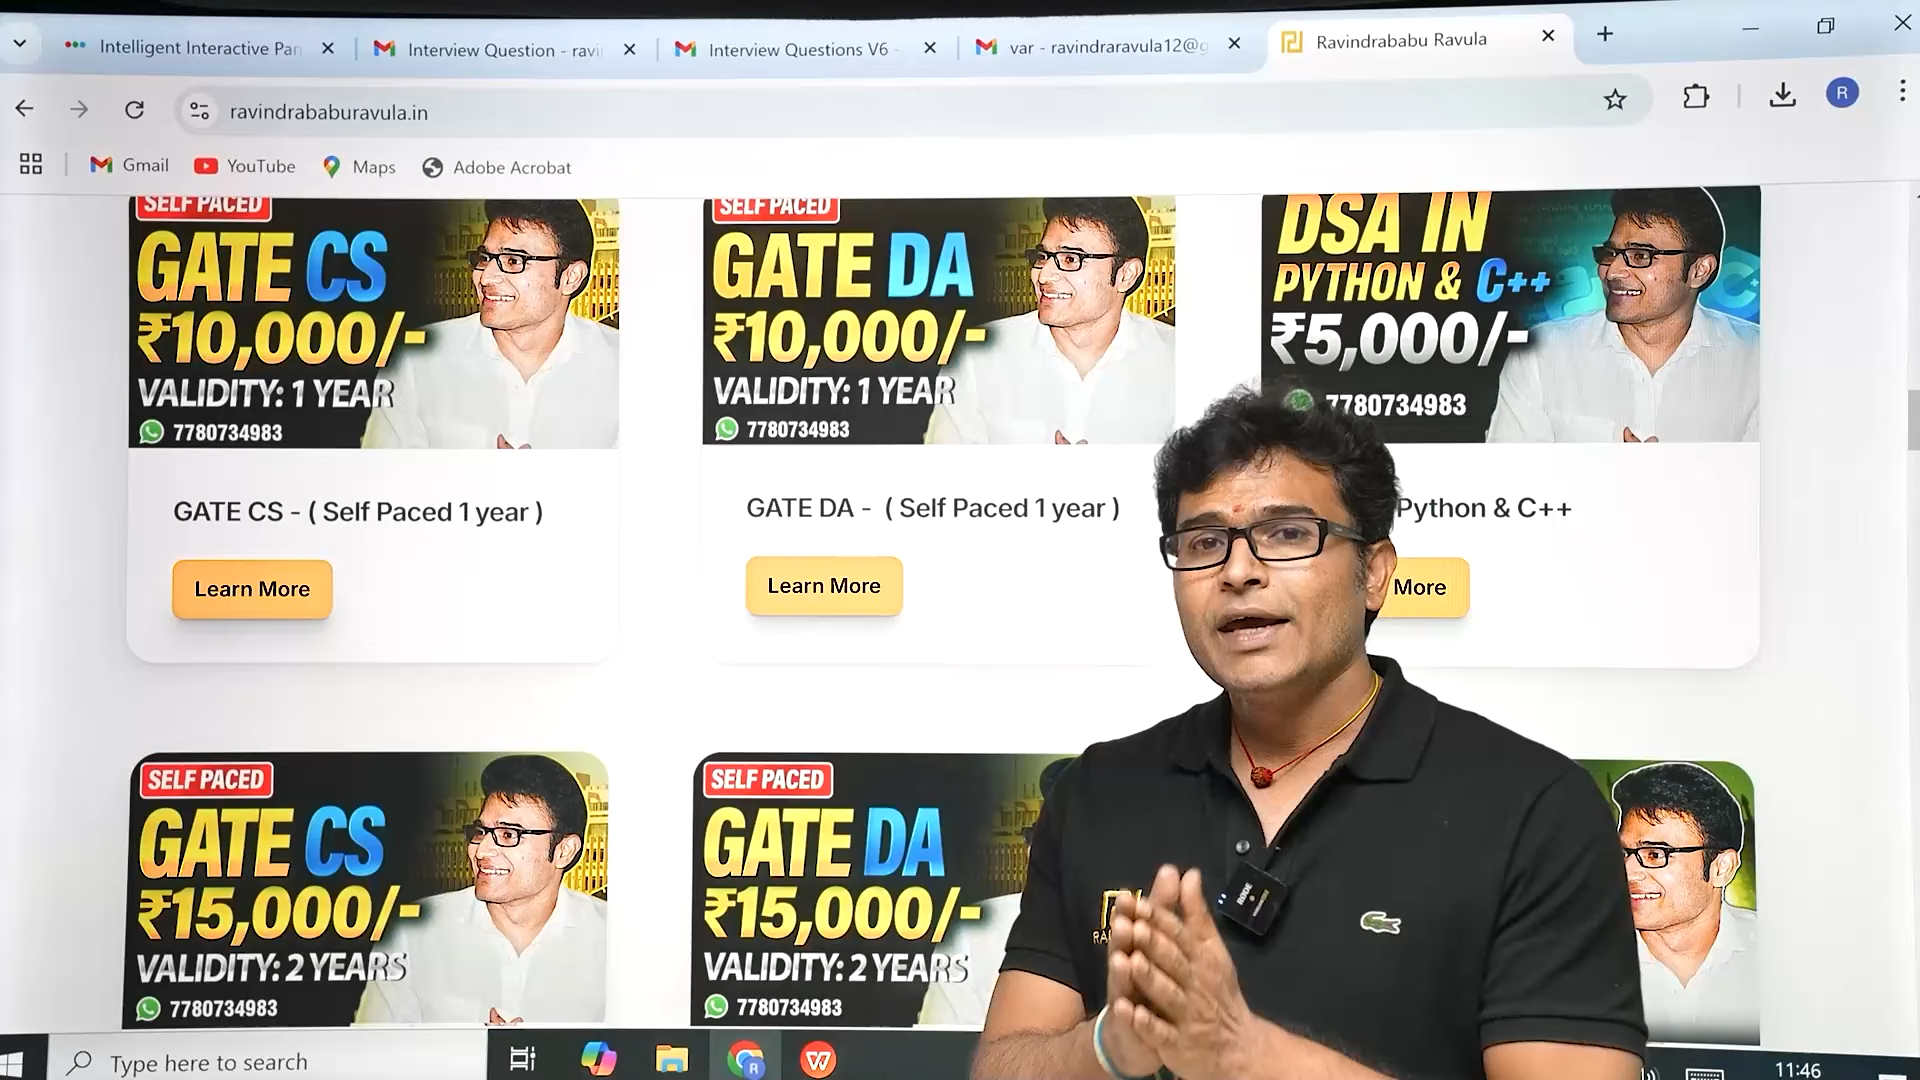 Intelligent Interactive Pan
Interview Question - ravi
Interview Questions V6 -
var - ravindraravula12@g
Ravindrababu Ravula
ravindrababuravula.in
R
Gmail
YouTube
Maps
Adobe Acrobat
SELF PACED
GATE CS
₹10,000/-
VALIDITY: 1 YEAR
7780734983
SELF PACED
GATE DA
₹10,000/-
VALIDITY: 1 YEAR
7780734983
DSA IN
PYTHON & C++
₹5,000/-
7780734983
GATE CS - ( Self Paced 1 year )
Learn More
GATE DA - ( Self Paced 1 year )
Learn More
Python & C++
More
SELF PACED
GATE CS
₹15,000/-
VALIDITY: 2 YEARS
7780734983
SELF PACED
GATE DA
₹15,000/-
VALIDITY: 2 YEARS
7780734983
RODE
Type here to search
R
W
11:46